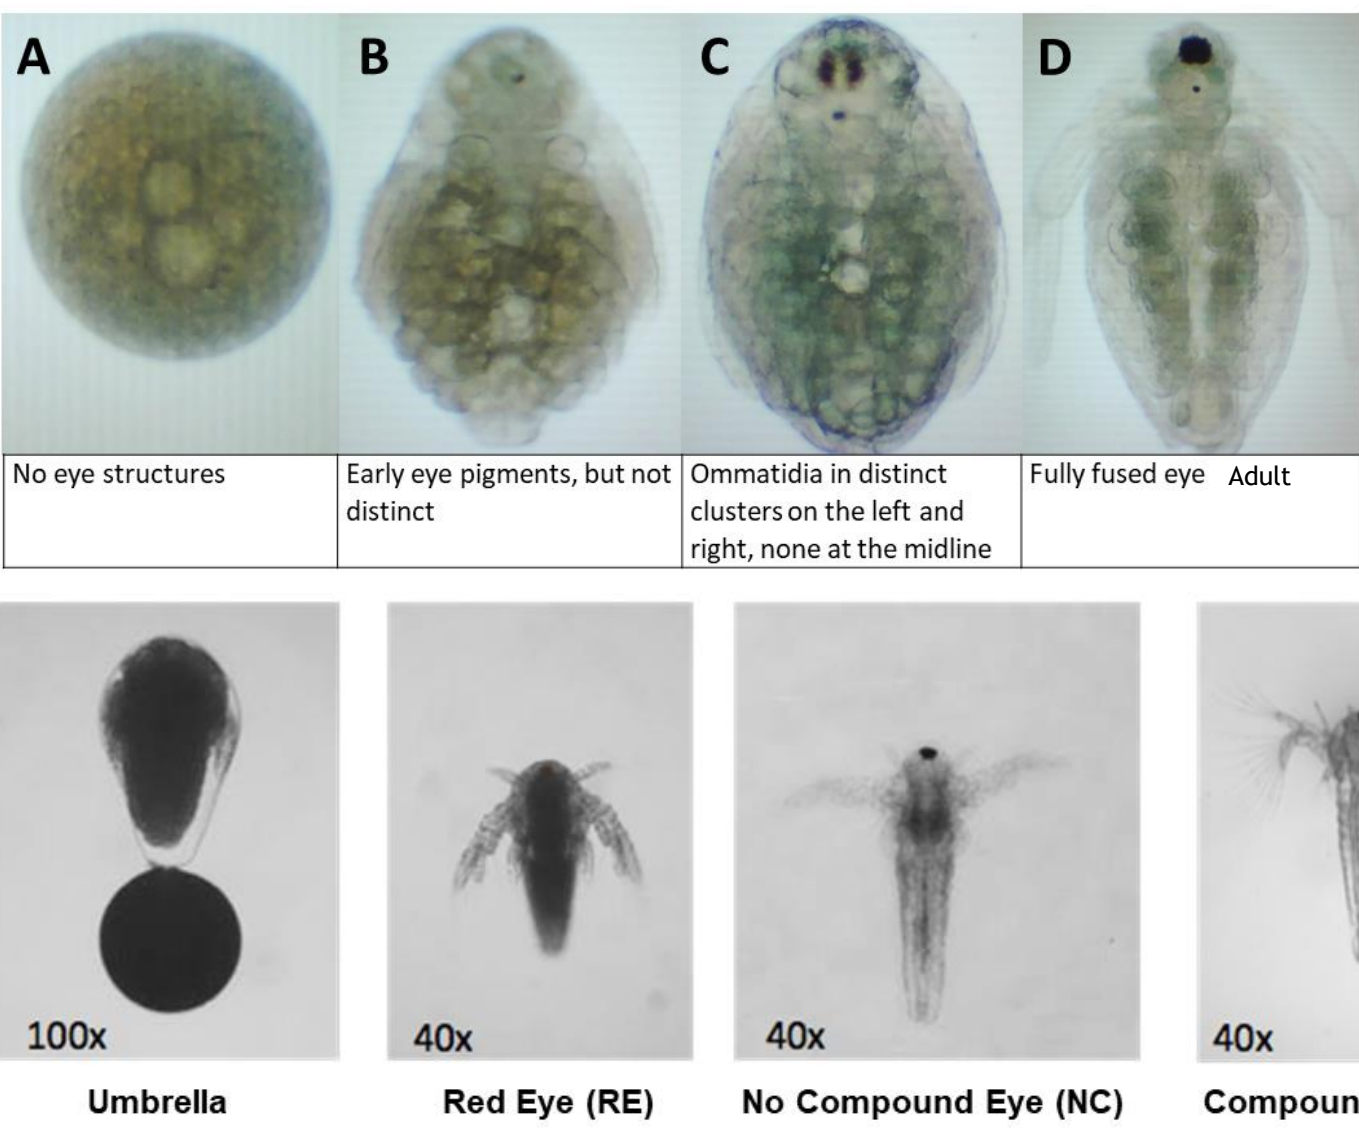 A
B
C
D
No eye structures
Early eye pigments, but not
distinct
Ommatidia in distinct
clusters on the left and
right, none at the midline
Fully fused eye Adult
100x
40x
40x
40x
Umbrella
Red Eye (RE)
No Compound Eye (NC)
Compoun